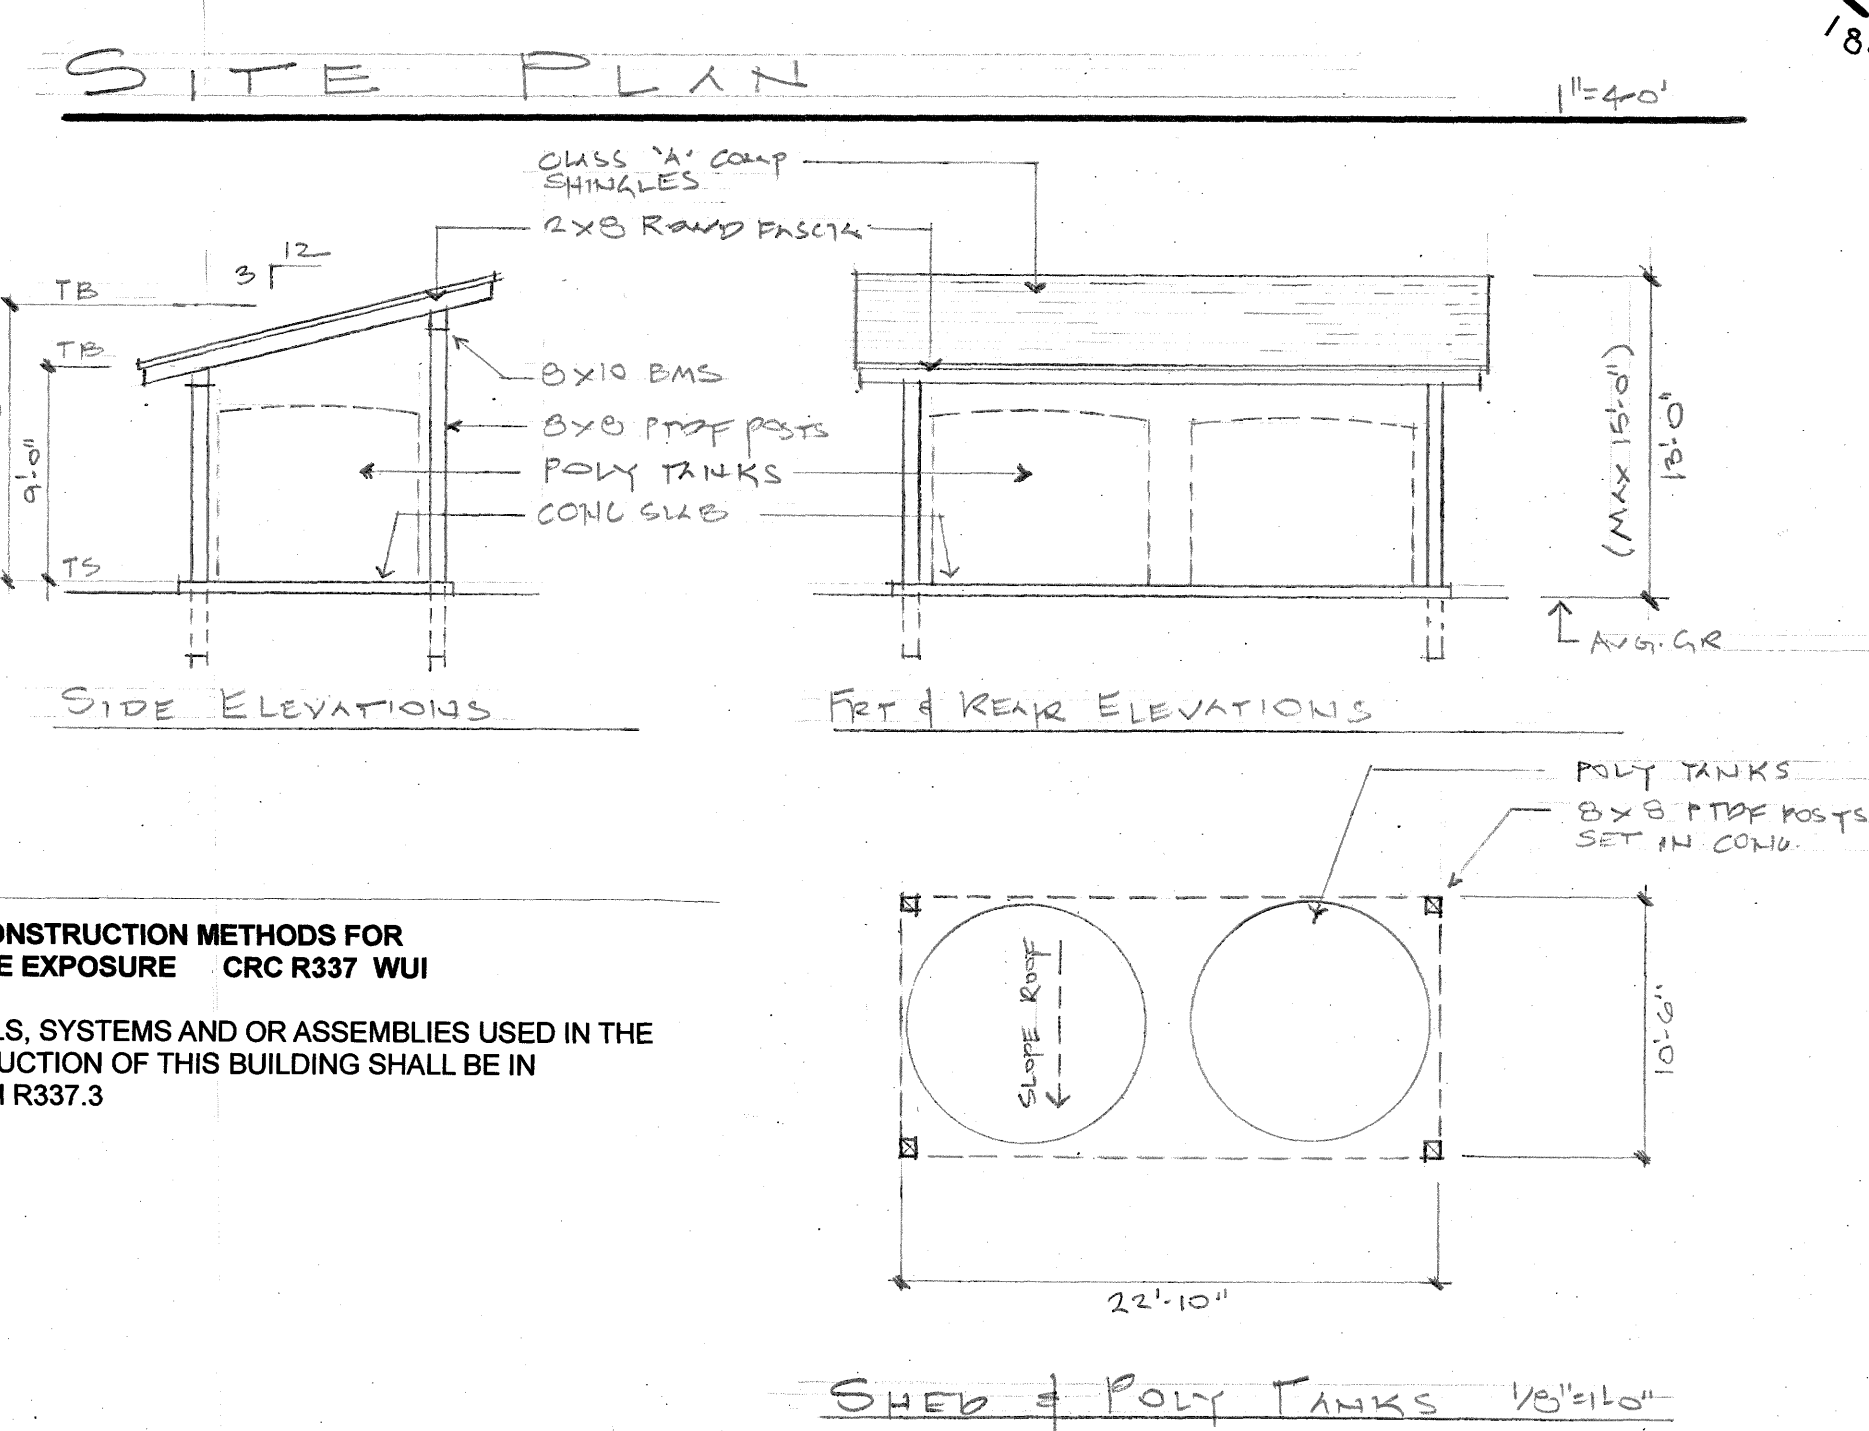 SITE PLAN
1"=40'
18.
CLASS 'A' COMP
SHINGLES
2x8 FASCIA
3
12
TB
TB
8x10 BMS
8x8 PTDF POSTS
POLY TANKS
CONC SLAB
9'-0"
TS
(MAX 15'-0")
13'-0"
AVG. GR
SIDE ELEVATIONS
FRT & REAR ELEVATIONS
POLY TANKS
8x8 PTDF POSTS
SET IN CONC.
ONSTRUCTION METHODS FOR
E EXPOSURE CRC R337 WUI
LS, SYSTEMS AND OR ASSEMBLIES USED IN THE
UCTION OF THIS BUILDING SHALL BE IN
R337.3
SLOPE ROOF
10'-6"
22'-10"
SHED & POLY TANKS 1/8"=1'-0"